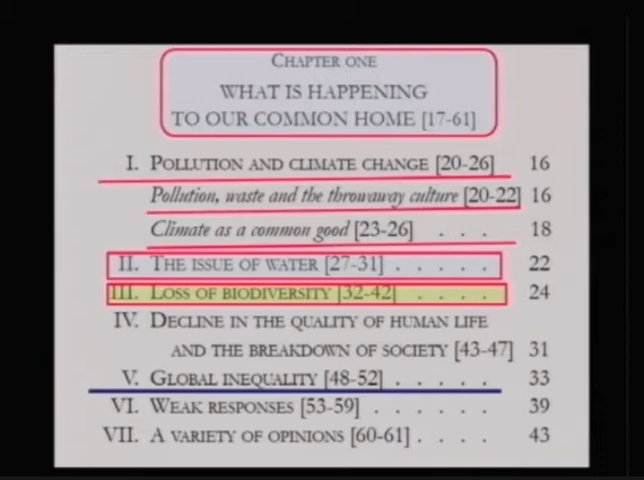 CHAPTER ONE
WHAT IS HAPPENING
TO OUR COMMON HOME [17-61]
I. POLLUTION AND CLIMATE CHANGE [20-26] 16
Pollution, waste and the throwaway culture [20-22] 16
Climate as a common good [23-26] . . . 18
II. THE ISSUE OF WATER [27-31] . . . . . 22
III. LOSS OF BIODIVERSITY [32-42] . . . . 24
IV. DECLINE IN THE QUALITY OF HUMAN LIFE
AND THE BREAKDOWN OF SOCIETY [43-47] 31
V. GLOBAL INEQUALITY [48-52] . . . . . 33
VI. WEAK RESPONSES [53-59] . . . . . . 39
VII. A VARIETY OF OPINIONS [60-61] . . . . 43